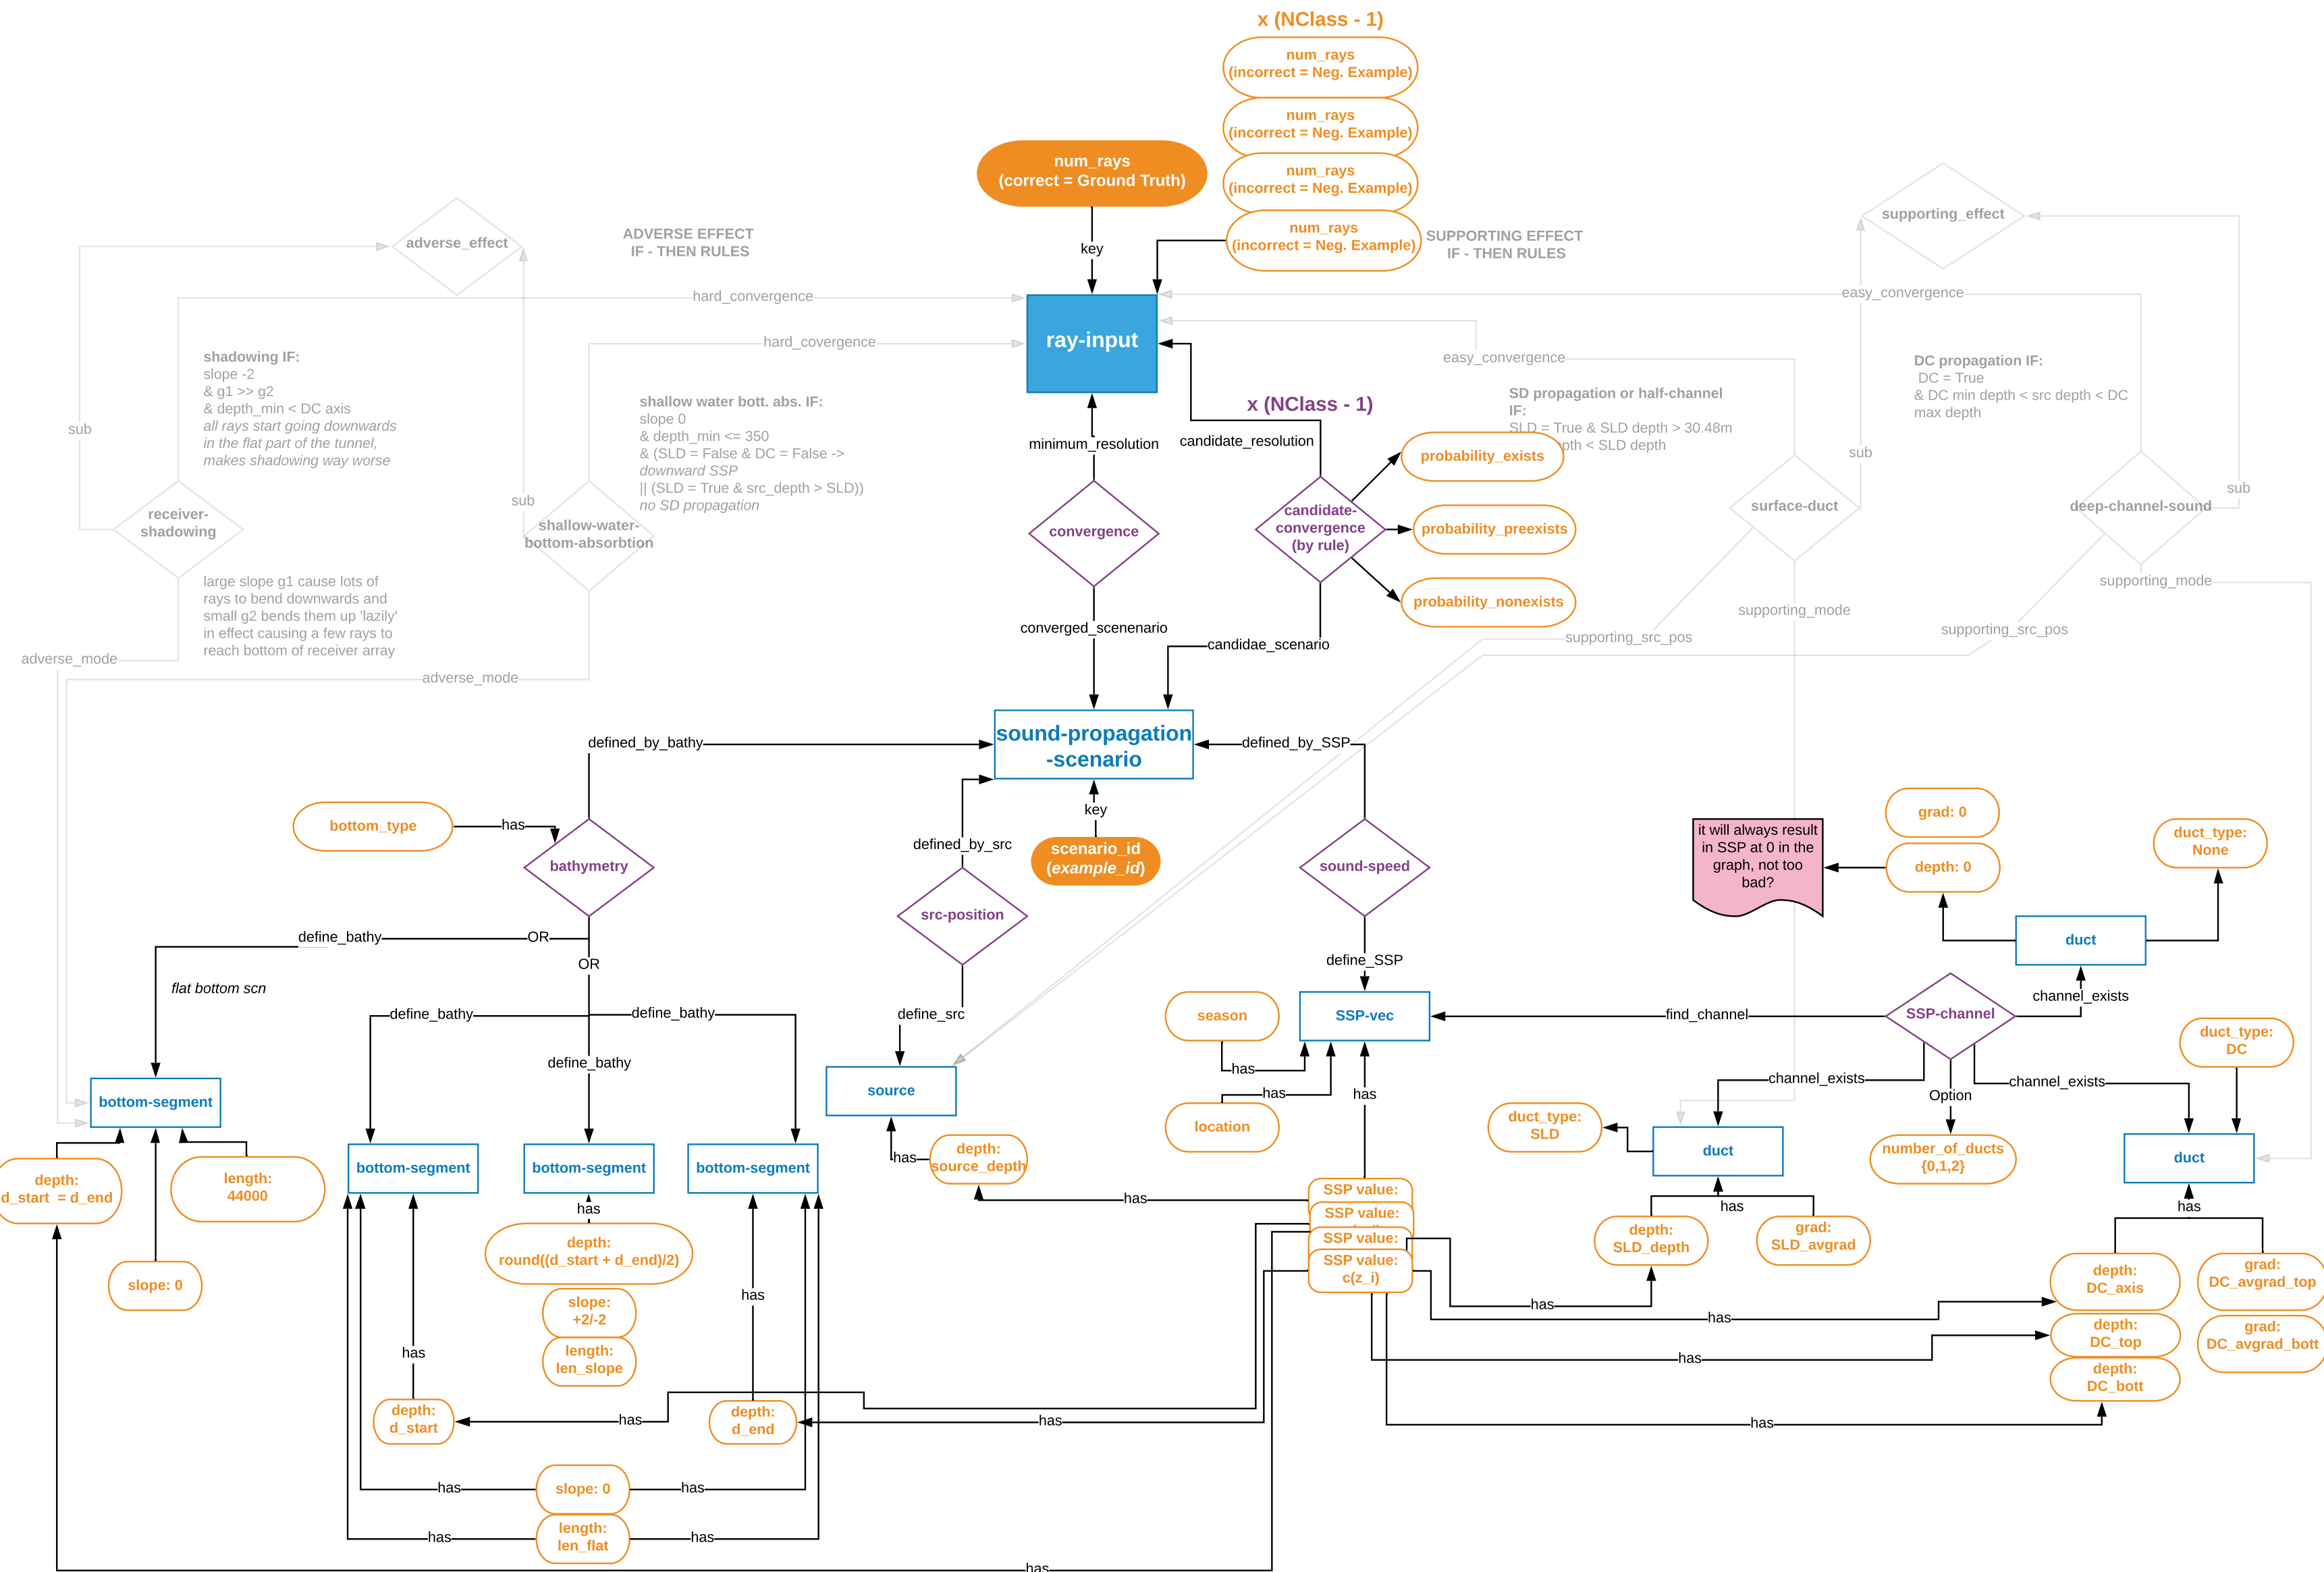 x (NClass - 1)
num_rays
(incorrect = Neg. Example)
num_rays
(incorrect = Neg. Example)
num_rays
(incorrect = Neg. Example)
num_rays
(incorrect = Neg. Example)
num_rays
(correct = Ground Truth)
key
adverse_effect
ADVERSE EFFECT
IF - THEN RULES
SUPPORTING EFFECT
IF - THEN RULES
supporting_effect
hard_convergence
hard_covergence
ray-input
easy_convergence
easy_convergence
shadowing IF:
slope -2
& g1 >> g2
& depth_min < DC axis
all rays start going downwards
in the flat part of the tunnel,
makes shadowing way worse
sub
shallow water bott. abs. IF:
slope 0
& depth_min <= 350
& (SLD = False & DC = False ->
downward SSP
|| (SLD = True & src_depth > SLD))
no SD propagation
sub
minimum_resolution
x (NClass - 1)
candidate_resolution
SD propagation or half-channel
IF:
SLD = True & SLD depth > 30.48m
pth < SLD depth
DC propagation IF:
DC = True
& DC min depth < src depth < DC
max depth
sub
sub
probability_exists
probability_preexists
probability_nonexists
receiver-
shadowing
shallow-water-
bottom-absorbtion
convergence
candidate-
convergence
(by rule)
surface-duct
deep-channel-sound
large slope g1 cause lots of
rays to bend downwards and
small g2 bends them up 'lazily'
in effect causing a few rays to
reach bottom of receiver array
adverse_mode
adverse_mode
converged_scenenario
candidae_scenario
supporting_src_pos
supporting_mode
supporting_src_pos
supporting_mode
defined_by_bathy
sound-propagation
-scenario
defined_by_SSP
bottom_type
has
bathymetry
defined_by_src
key
scenario_id
(example_id)
src-position
sound-speed
it will always result
in SSP at 0 in the
graph, not too
bad?
grad: 0
depth: 0
duct_type:
None
duct
define_bathy
OR
OR
flat bottom scn
define_bathy
define_bathy
define_bathy
define_src
define_SSP
season
SSP-vec
find_channel
SSP-channel
channel_exists
duct_type:
DC
has
has
has
location
channel_exists
Option
channel_exists
bottom-segment
source
duct_type:
SLD
duct
number_of_ducts
{0,1,2}
duct
bottom-segment
bottom-segment
bottom-segment
depth:
d_start  = d_end
length:
44000
slope: 0
has
depth:
source_depth
has
SSP value:
SSP value:
SSP value:
SSP value:
c(z_i)
has
depth:
round((d_start + d_end)/2)
slope:
+2/-2
length:
len_slope
has
has
has
depth:
SLD_depth
grad:
SLD_avgrad
has
depth:
DC_axis
depth:
DC_top
depth:
DC_bott
grad:
DC_avgrad_top
grad:
DC_avgrad_bott
has
has
has
has
depth:
d_start
has
depth:
d_end
has
has
slope: 0
has
has
length:
len_flat
has
has